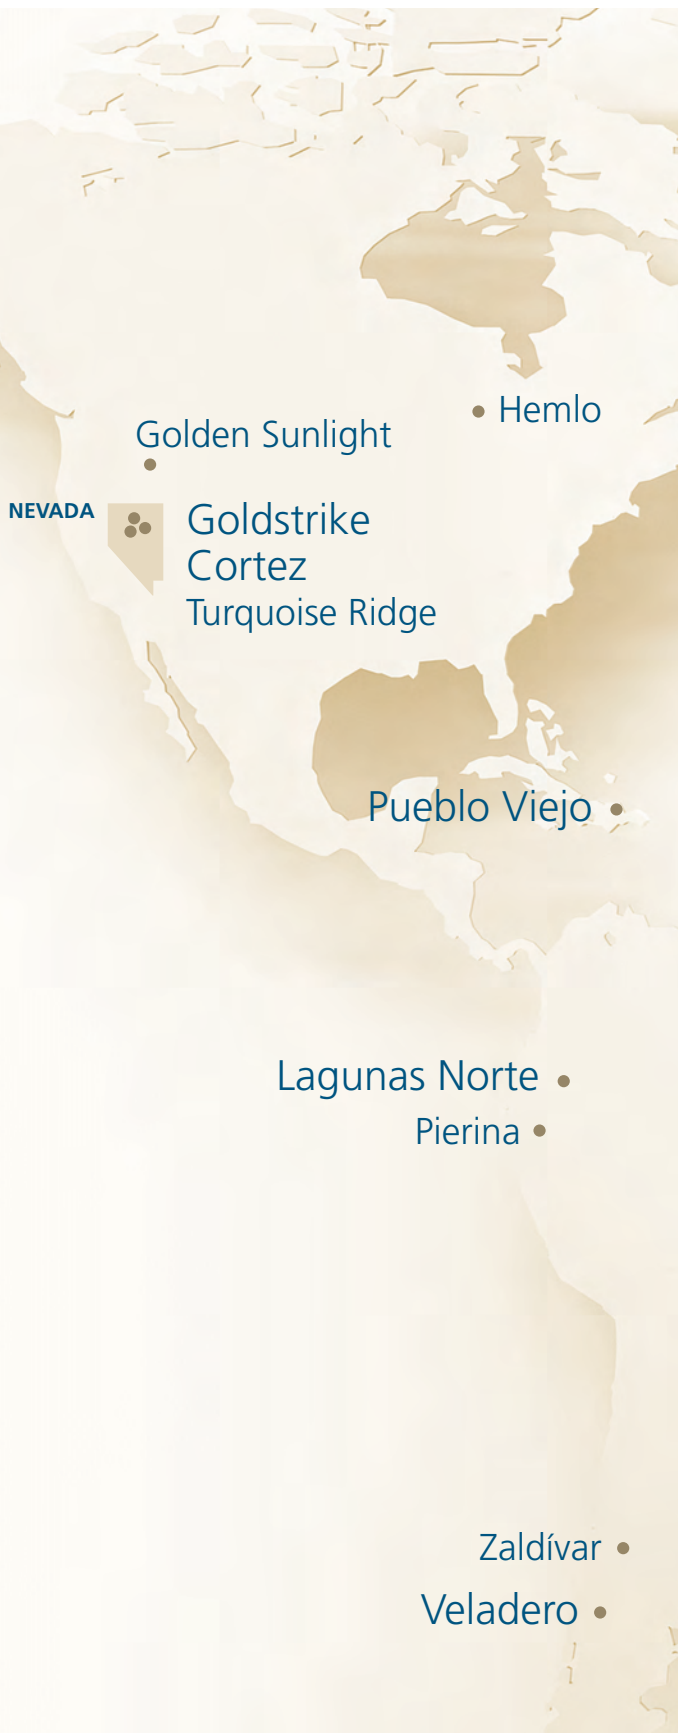 Hemlo
Golden Sunlight
NEVADA
Goldstrike
Cortez
Turquoise Ridge
Pueblo Viejo
Lagunas Norte
Pierina
Zaldívar
Veladero